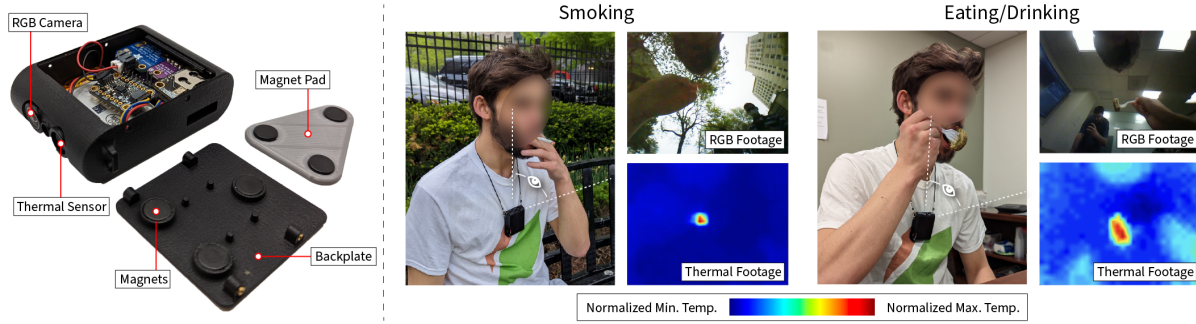 RGB Camera
Magnet Pad
Thermal Sensor
Magnets
Backplate
Smoking
RGB Footage
Thermal Footage
Eating/Drinking
RGB Footage
Thermal Footage
Normalized Min. Temp.
Normalized Max. Temp.